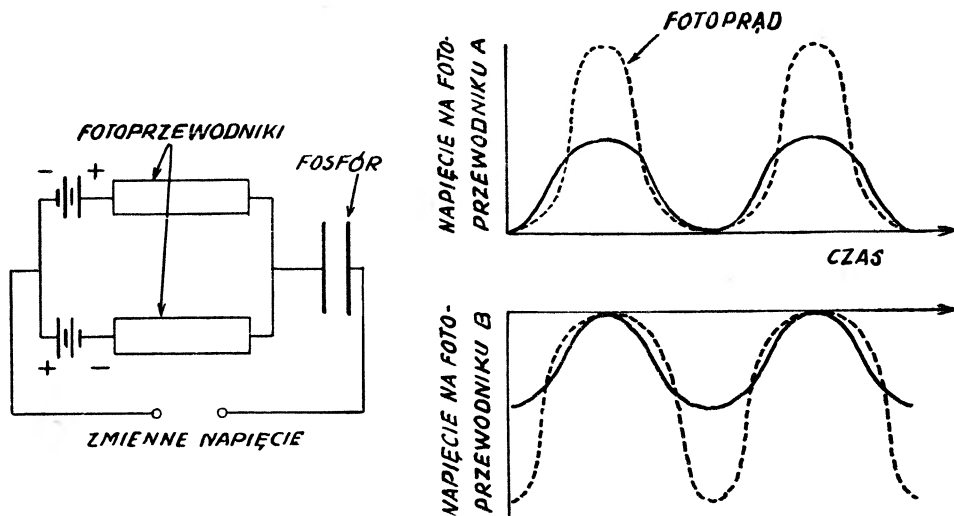 FOTOPRZEWODNIKI
FOSFÓR
- +
+ -
ZMIENNE NAPIĘCIE
NAPIĘCIE NA FOTO-
PRZEWODNIKU A
FOTOPRĄD
CZAS
NAPIĘCIE NA FOTO-
PRZEWODNIKU B